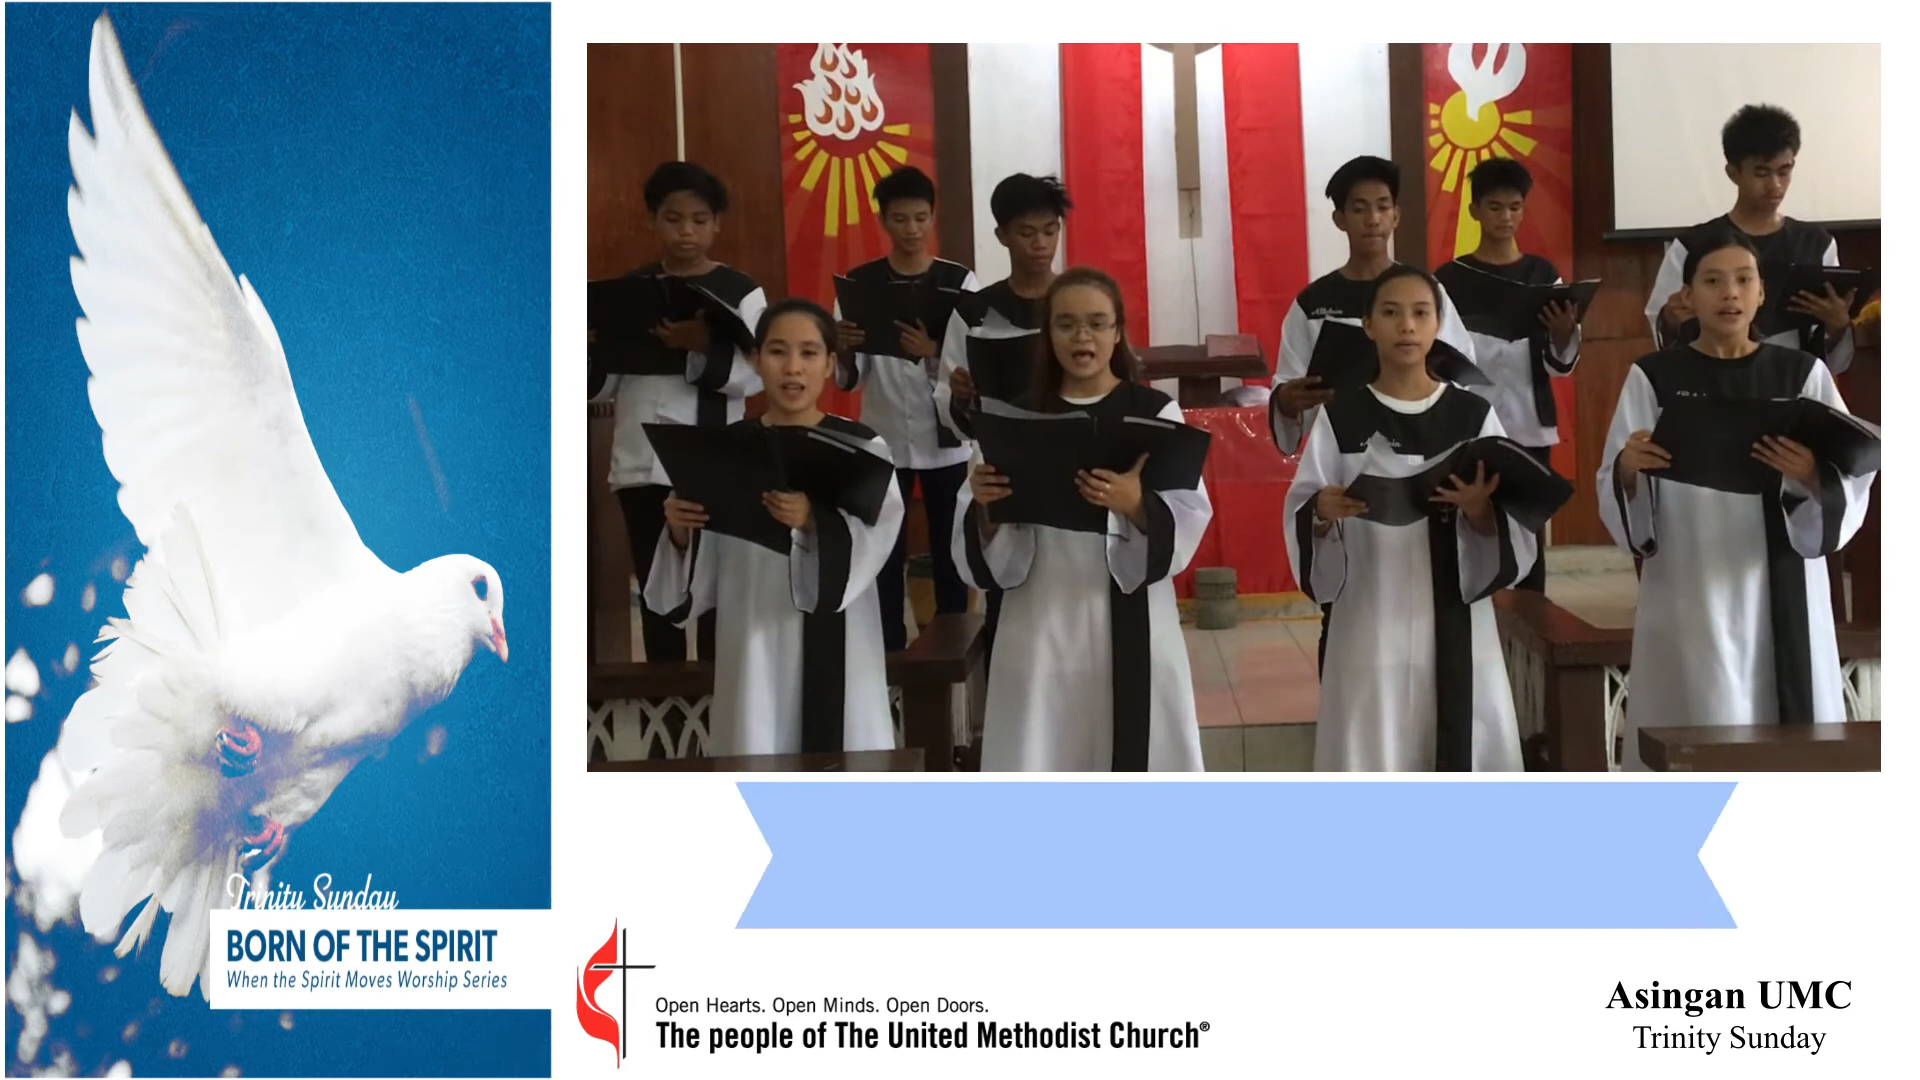 Trinity Sunday
BORN OF THE SPIRIT
When the Spirit Moves Worship Series
Open Hearts. Open Minds. Open Doors.
The people of The United Methodist Church®
Asingan UMC
Trinity Sunday